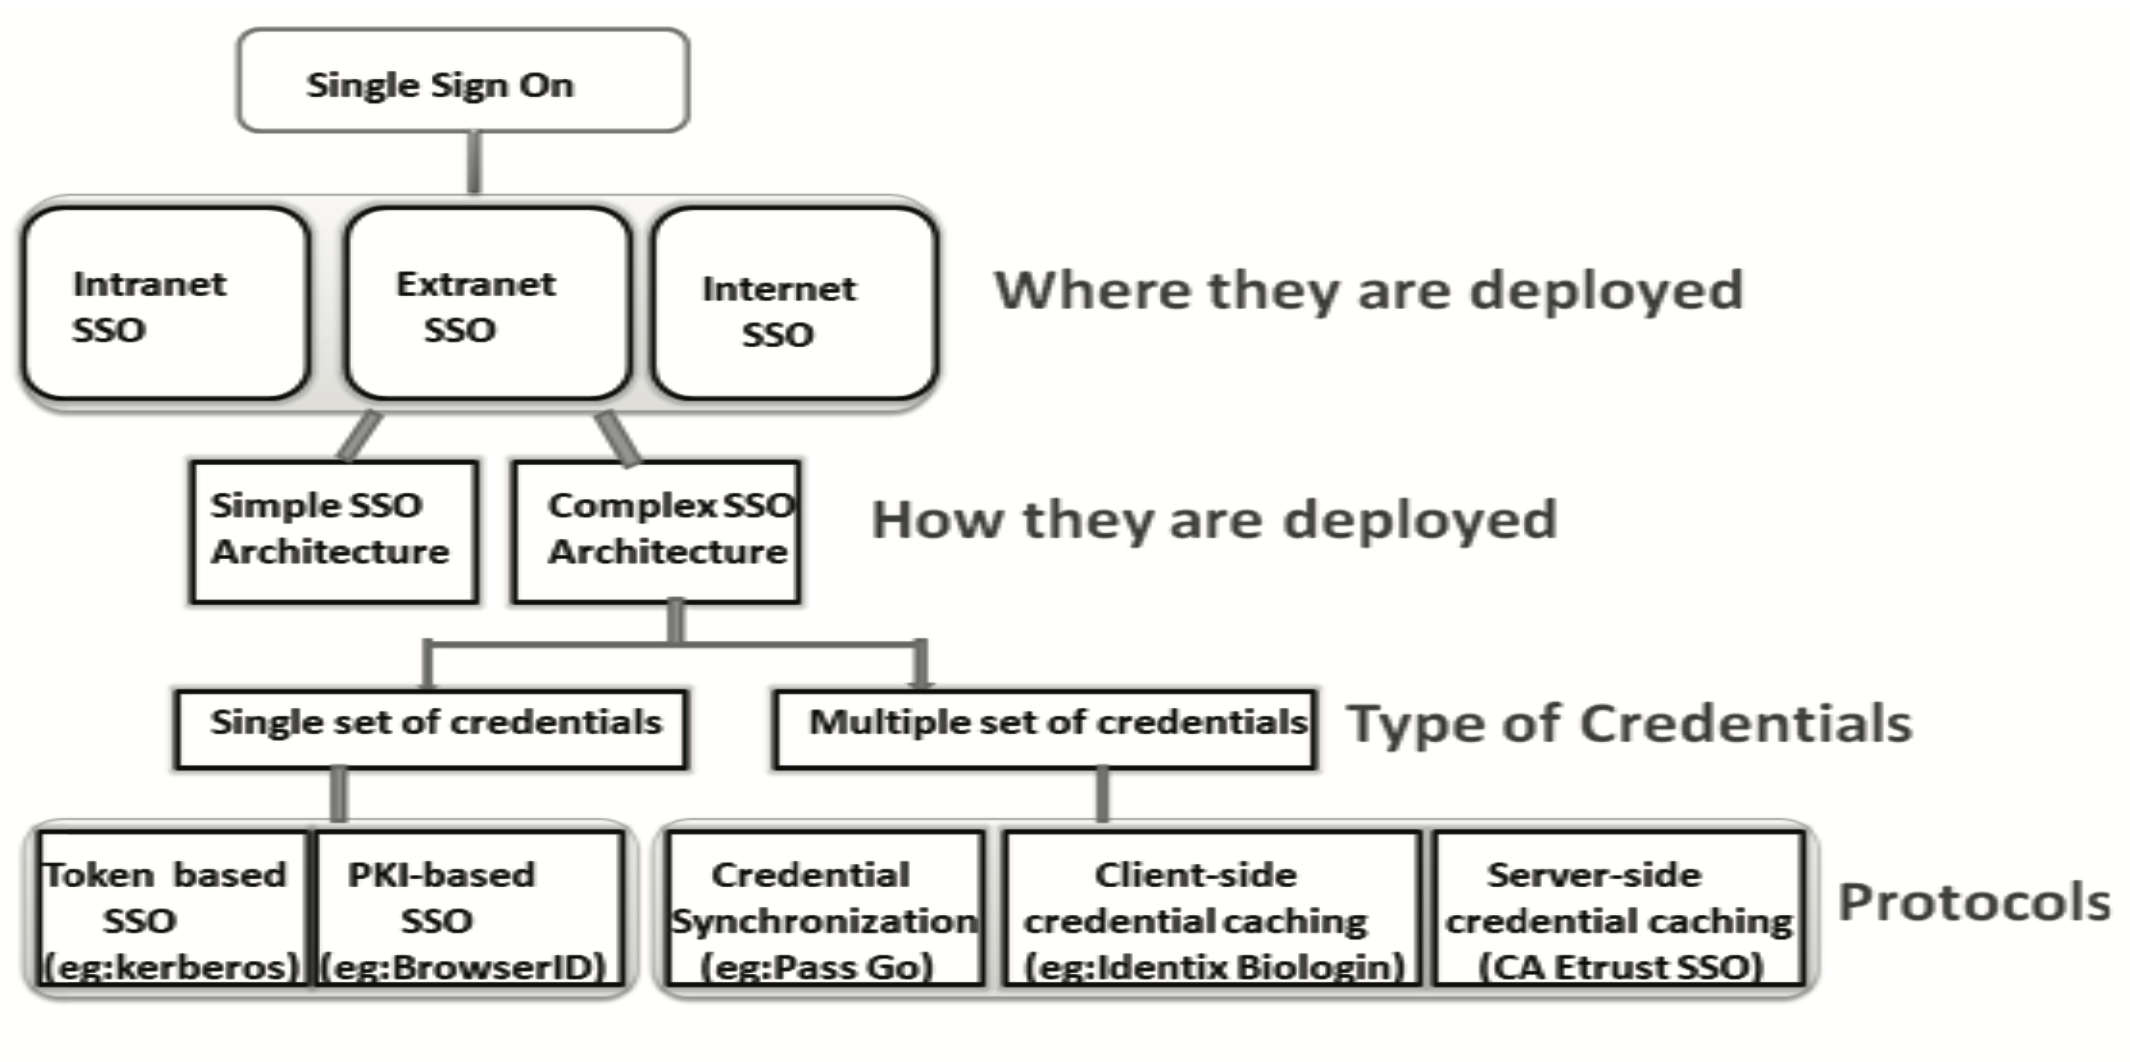 Single Sign On
Intranet
SSO
Extranet
SSO
Internet
SSO
Where they are deployed
Simple SSO
Architecture
Complex SSO
Architecture
How they are deployed
Single set of credentials
Multiple set of credentials
Type of Credentials
Token based
SSO
(eg:kerberos)
PKI-based
SSO
(eg:BrowserID)
Credential
Synchronization
(eg:Pass Go)
Client-side
credential caching
(eg:Identix Biologin)
Server-side
credential caching
(CA Etrust SSO)
Protocols